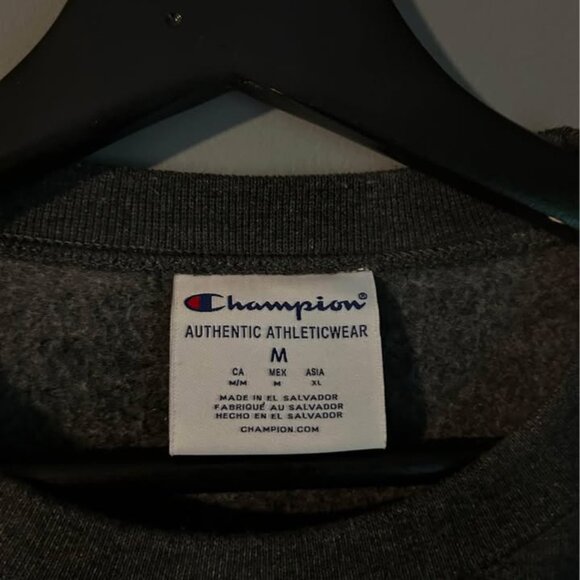 Champion®
AUTHENTIC ATHLETICWEAR
M
CA MEX ASIA
M/M M XL
MADE IN EL SALVADOR
FABRIQUÉ AU SALVADOR
HECHO EN EL SALVADOR
CHAMPION.COM